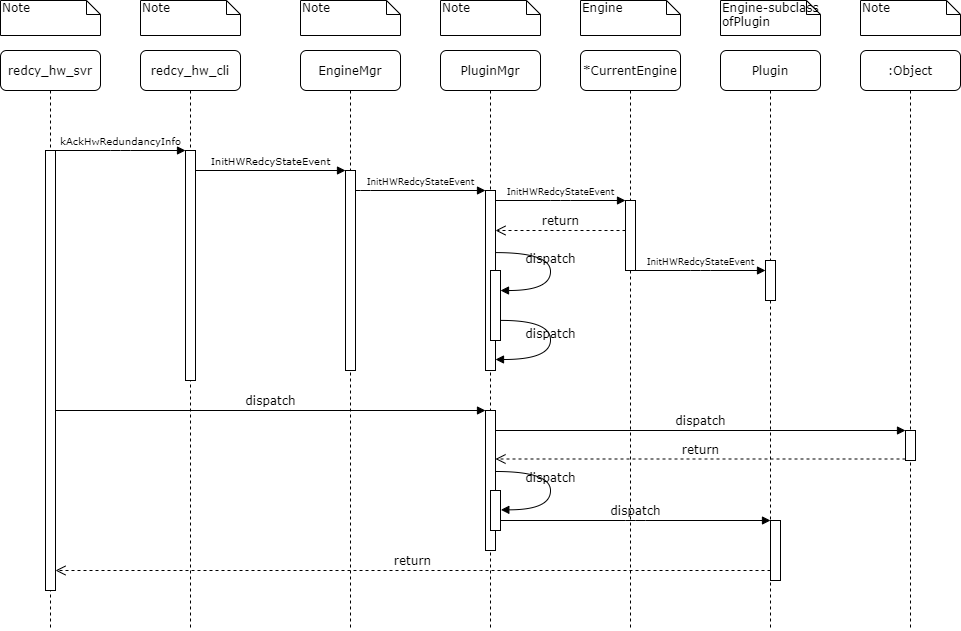 Note
Note
Note
Note
Engine
Engine-subclass
ofPlugin
Note
redcy_hw_svr
redcy_hw_cli
EngineMgr
PluginMgr
*CurrentEngine
Plugin
:Object
kAckHwRedundancyInfo
InitHWRedcyStateEvent
InitHWRedcyStateEvent
InitHWRedcyStateEvent
return
dispatch
InitHWRedcyStateEvent
dispatch
dispatch
dispatch
return
dispatch
dispatch
return